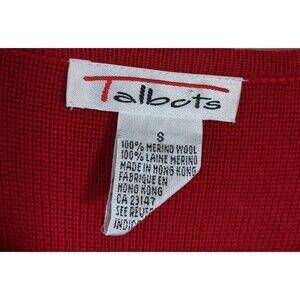 Talbots
S
100% MERINO WOOL
100% LAINE MERINO
MADE IN HONG KONG
FABRIQUE EN
HONG KONG
CA 23147
SEE